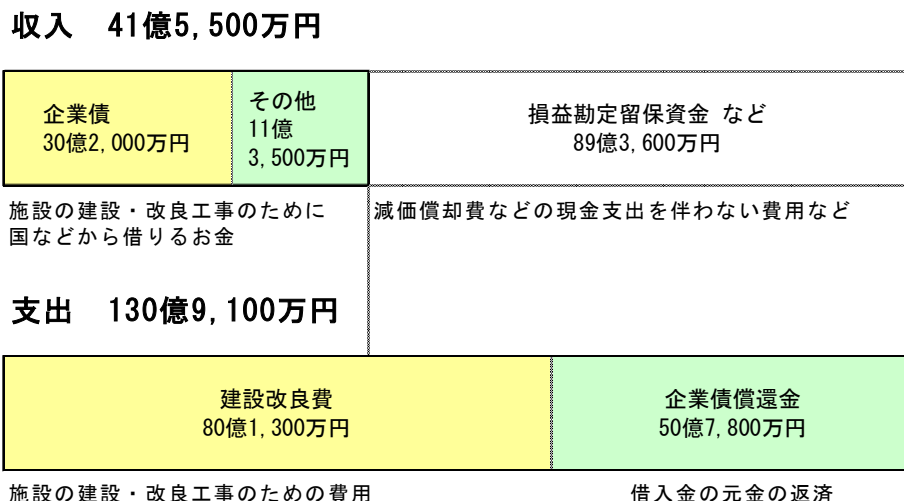 収入　41億5,500万円
企業債
30億2,000万円
その他
11億
3,500万円
損益勘定留保資金 など
89億3,600万円
施設の建設・改良工事のために
国などから借りるお金
減価償却費などの現金支出を伴わない費用など
支出　130億9,100万円
建設改良費
80億1,300万円
企業債償還金
50億7,800万円
施設の建設・改良工事のための費用
借入金の元金の返済